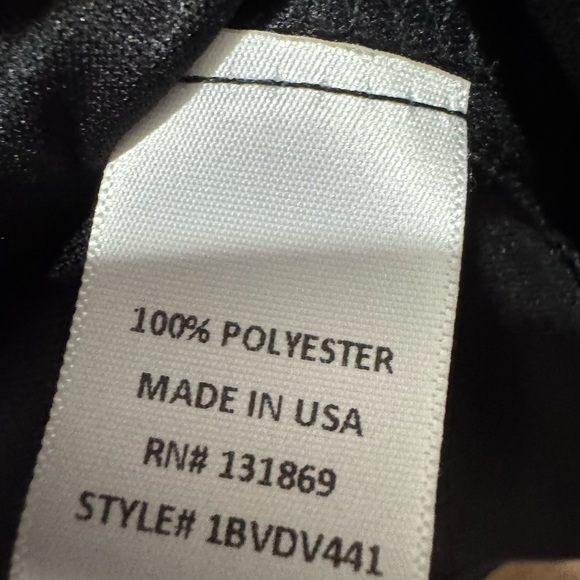 100% POLYESTER
MADE IN USA
RN# 131869
STYLE# 1BVDV441